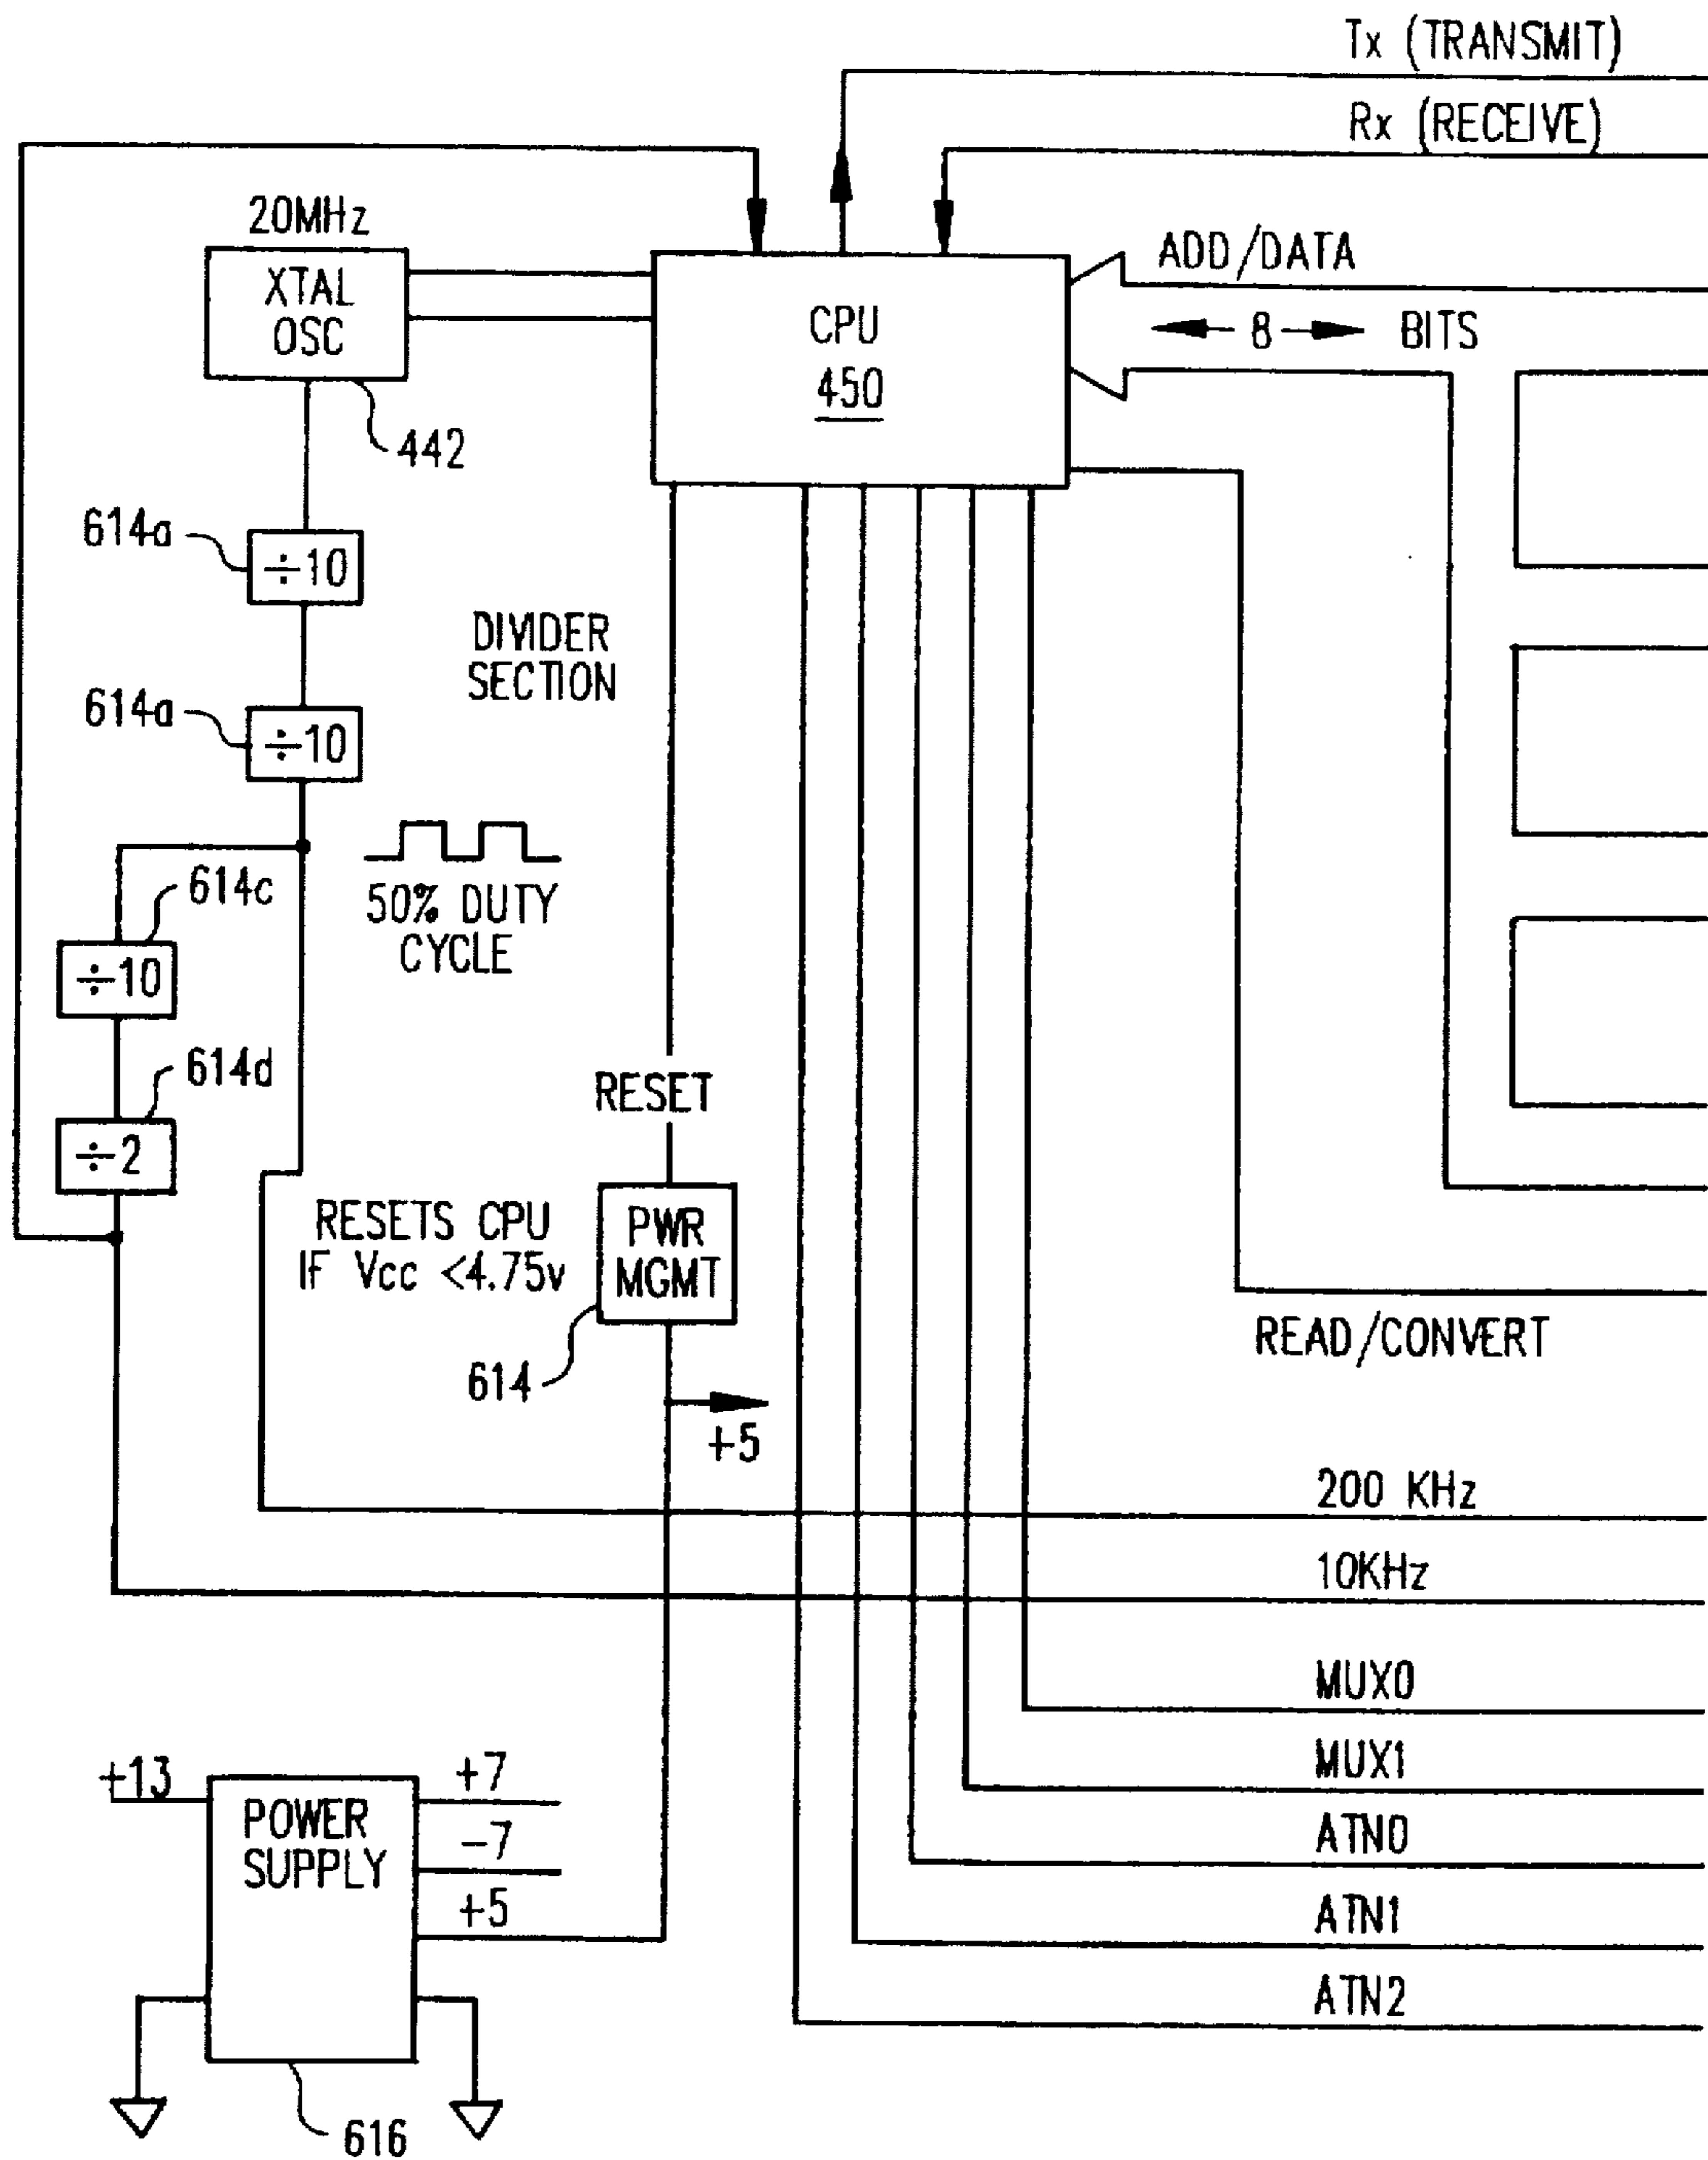 Tx (TRANSMIT)
Rx (RECEIVE)
20MHz
XTAL
OSC
442
CPU
450
ADD/DATA
8 BITS
614a
÷10
DIVIDER
SECTION
614a
÷10
50% DUTY
CYCLE
614c
÷10
614d
÷2
RESET
RESETS CPU
IF Vcc <4.75v
PWR
MGMT
614
+5
READ/CONVERT
200 KHz
10KHz
MUX0
MUX1
ATN0
ATN1
ATN2
+13
POWER
SUPPLY
+7
-7
+5
616